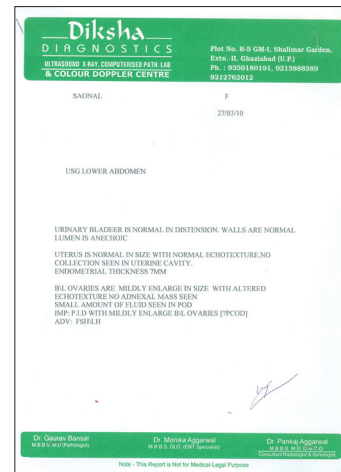 Diksha
DIAGNOSTICS
ULTRASOUND X-RAY, COMPUTERISED PATH. LAB
& COLOUR DOPPLER CENTRE
Plot No. B-5 GM-I, Shalimar Garden,
Extn.-II, Ghaziabad (U.P.)
Ph. : 9350180191, 9213888389
9212762012
SAONAL F
27/03/10
USG LOWER ABDOMEN
URINARY BLADEER IS NORMAL IN DISTENSION. WALLS ARE NORMAL
LUMEN IS ANECHOIC
UTERUS IS NORMAL IN SIZE WITH NORMAL ECHOTEXTURE.NO
COLLECTION SEEN IN UTERINE CAVITY.
ENDOMETRIAL THICKNESS 7MM
B\L OVARIES ARE MILDLY ENLARGE IN SIZE WITH ALTERED
ECHOTEXTURE NO ADNEXAL MASS SEEN
SMALL AMOUNT OF FLUID SEEN IN POD
IMP: P.I.D WITH MILDLY ENLARGE B\L OVARIES [?PCOD]
ADV: FSH\LH
Dr. Gaurav Bansal
M.B.B.S, M.D.(Pathologist)
Dr. Monika Aggarwal
M.B.B.S. DLO. (ENT Specialist)
Dr. Pankaj Aggarwal
M.B.B.S. M.D.
Consultant Radiologist & Sonologist
Note - This Report is Not for Medical-Legal Purpose